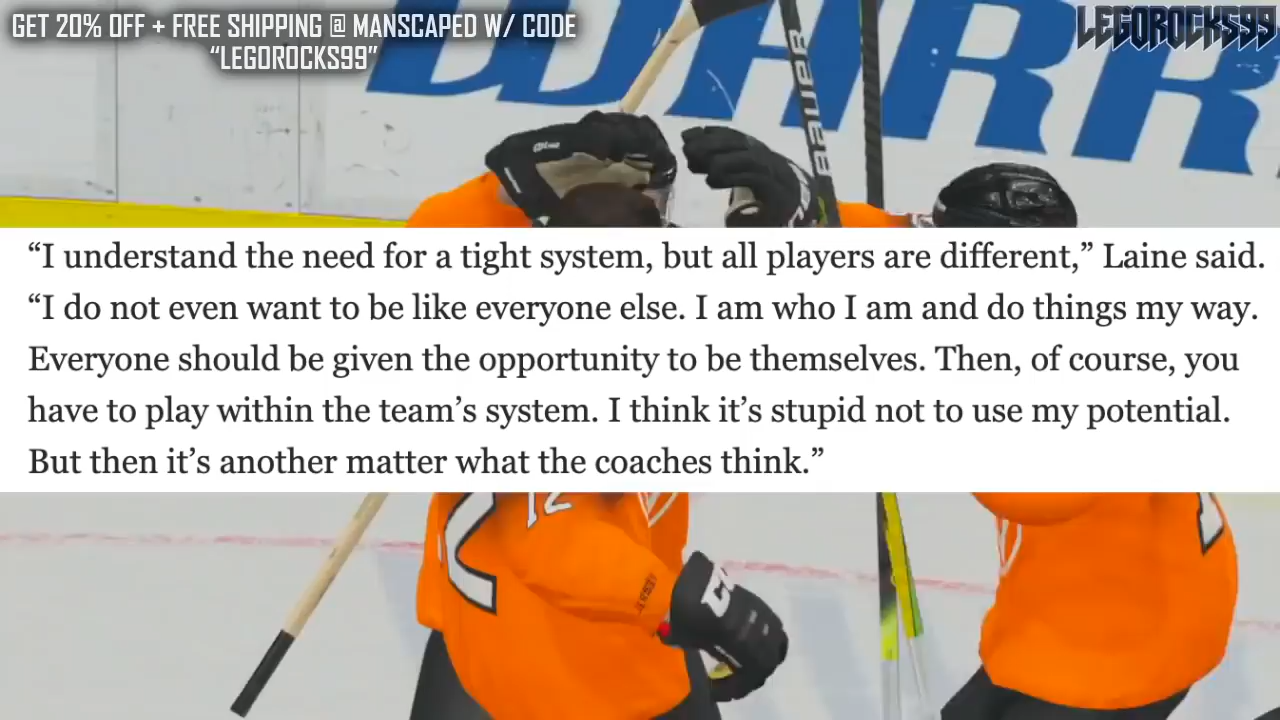 GET 20% OFF + FREE SHIPPING @ MANSCAPED W/ CODE
“LEGOROCKS99”
LEGOROCKS99
BAUER
“I understand the need for a tight system, but all players are different,” Laine said.
“I do not even want to be like everyone else. I am who I am and do things my way.
Everyone should be given the opportunity to be themselves. Then, of course, you
have to play within the team’s system. I think it’s stupid not to use my potential.
But then it’s another matter what the coaches think.”
12